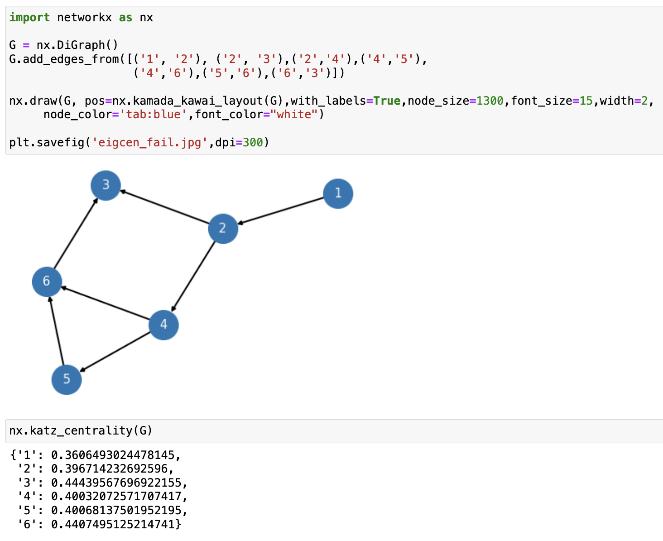 import networkx as nx
G = nx.DiGraph()
G.add_edges_from([('1', '2'), ('2', '3'),('2','4'),('4','5'),
('4','6'),('5','6'),('6','3')])
nx.draw(G, pos=nx.kamada_kawai_layout(G),with_labels=True,node_size=1300,font_size=15,width=2,
node_color='tab:blue',font_color="white")
plt.savefig('eigcen_fail.jpg',dpi=300)
3
1
2
6
4
5
nx.katz_centrality(G)
{'1': 0.3606493024478145,
'2': 0.396714232692596,
'3': 0.44439567696922155,
'4': 0.40032072571707417,
'5': 0.40068137501952195,
'6': 0.4407495125214741}